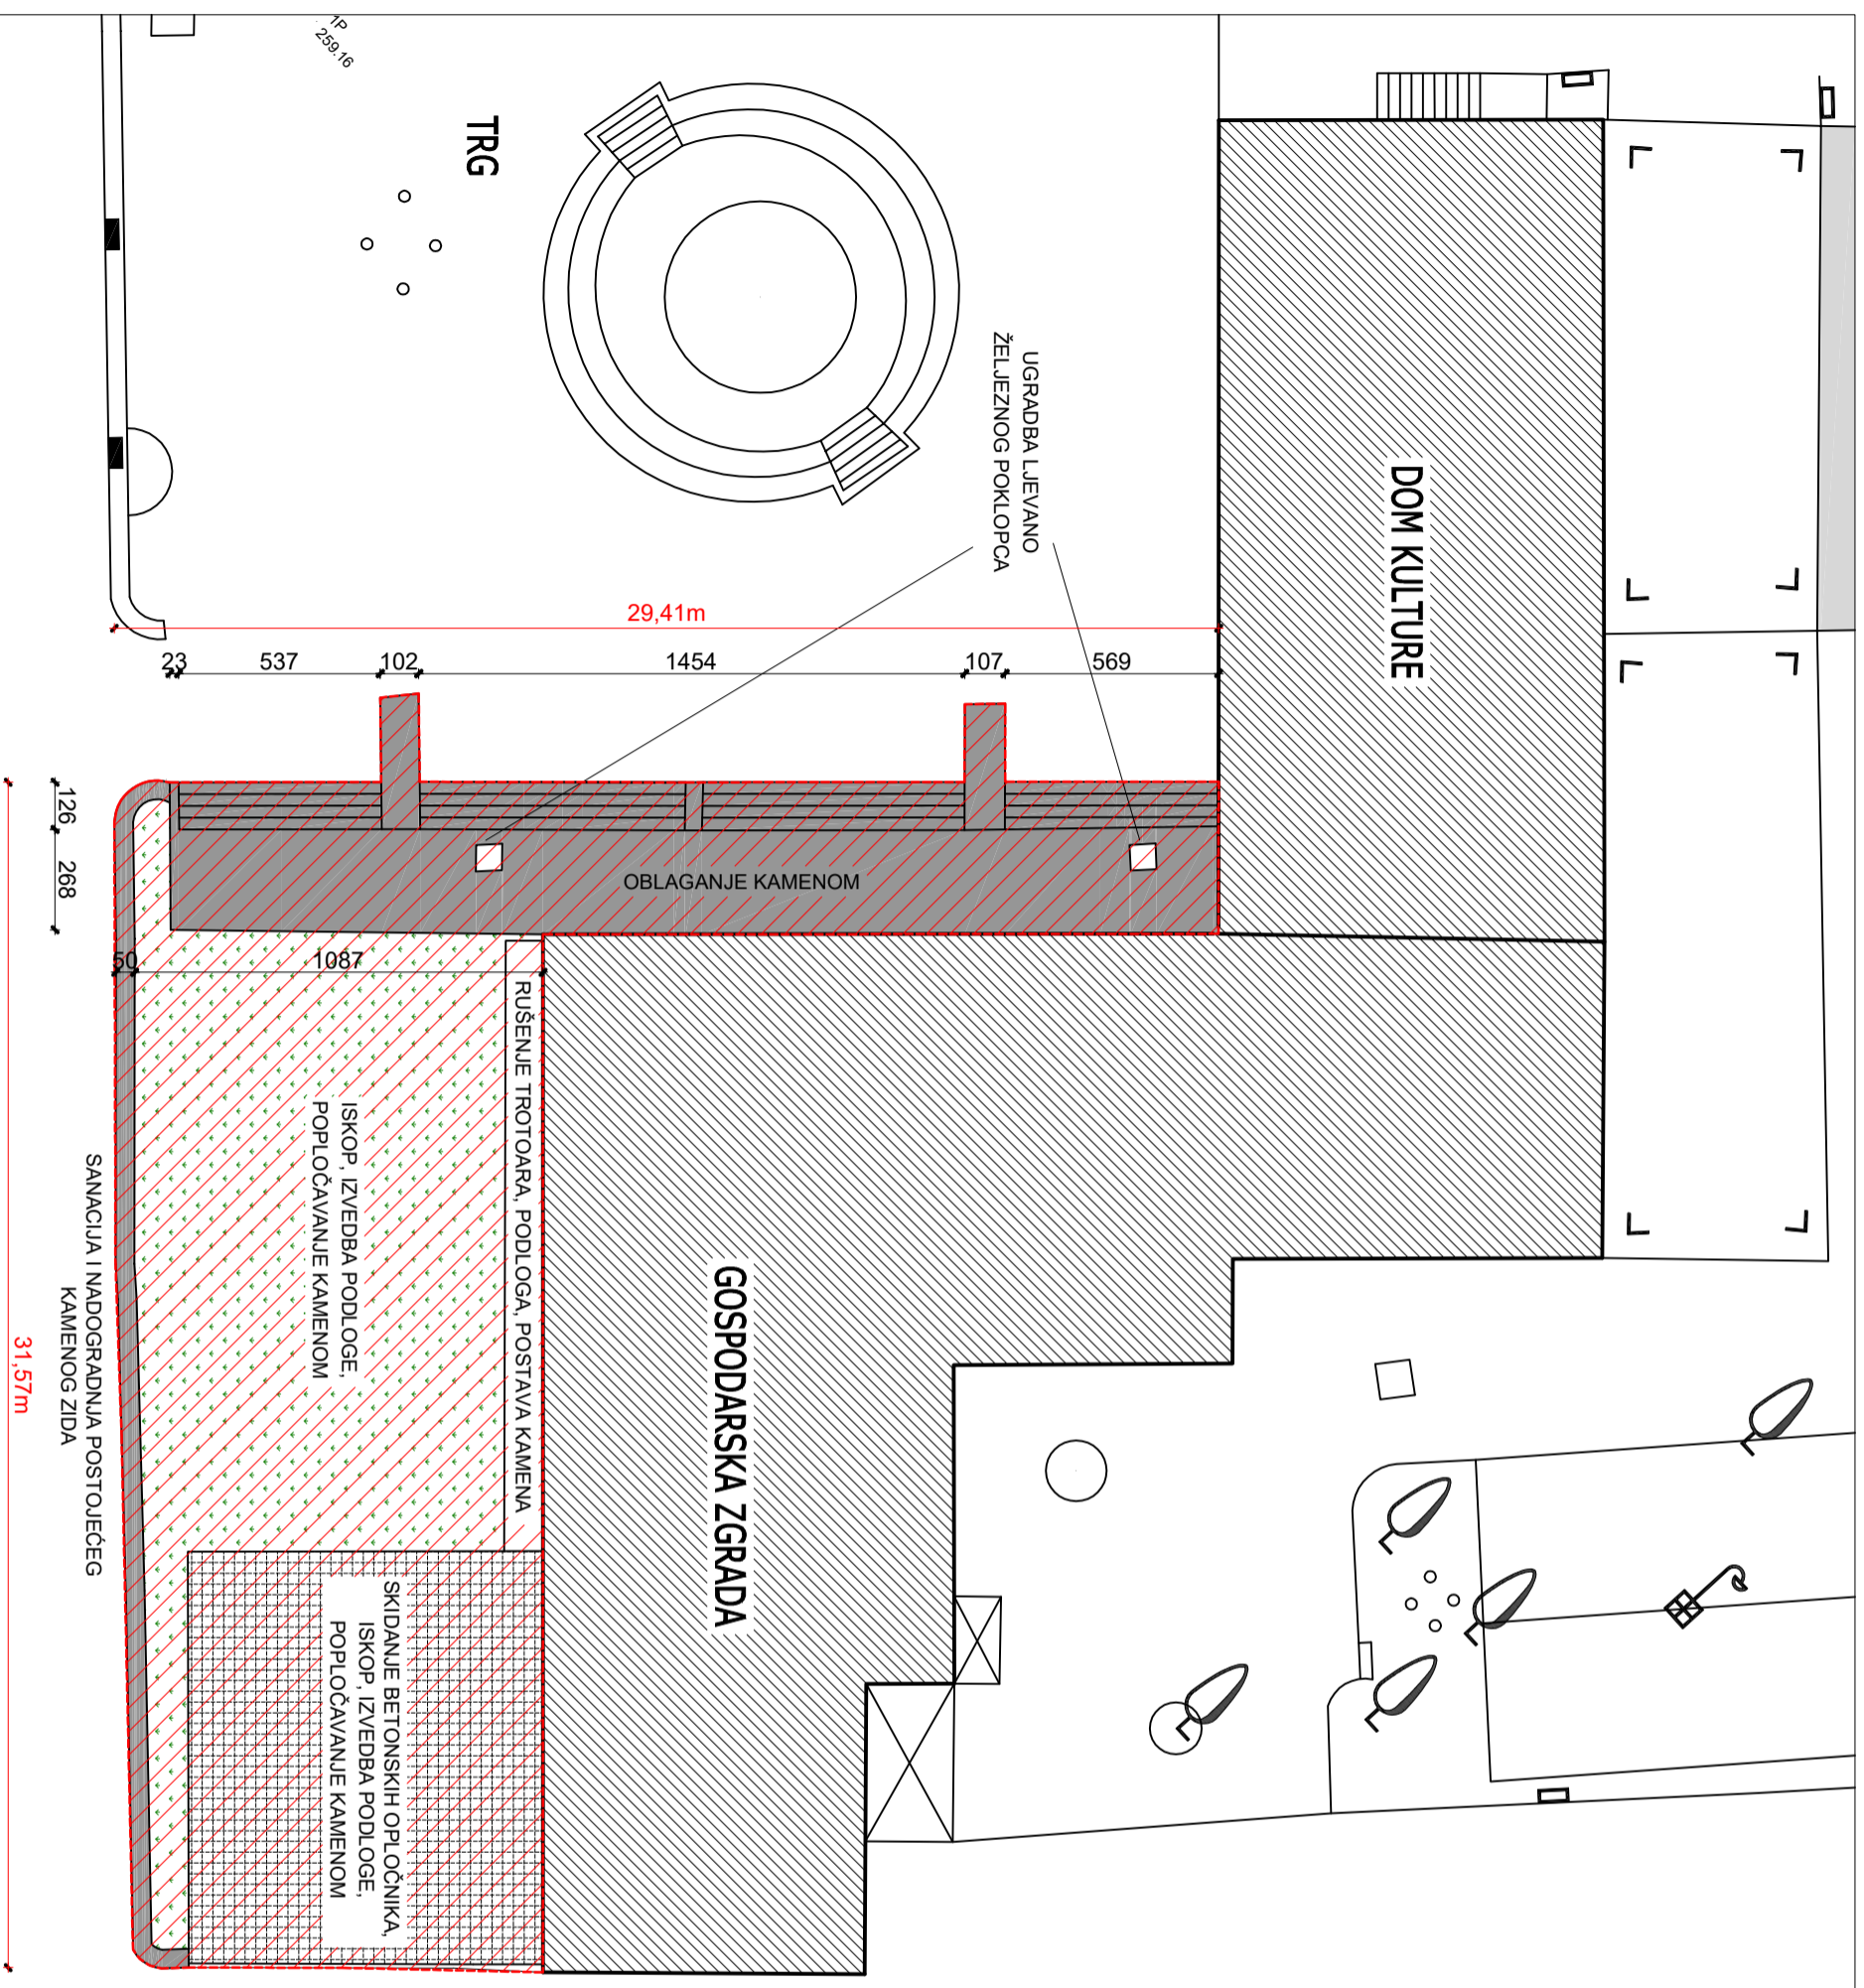 1P
259.16
TRG
DOM KULTURE
UGRADBA LJEVANO
ŽELJEZNOG POKLOPCA
29,41m
23
537
102
1454
107
569
126
268
OBLAGANJE KAMENOM
50
1087
RUŠENJE TROTOARA, PODLOGA, POSTAVA KAMENA
ISKOP, IZVEDBA PODLOGE,
POPLOČAVANJE KAMENOM
GOSPODARSKA ZGRADA
SANACIJA I NADOGRADNJA POSTOJEĆEG
KAMENOG ZIDA
31,57m
SKIDANJE BETONSKIH OPLOČNIKA,
ISKOP, IZVEDBA PODLOGE,
POPLOČAVANJE KAMENOM